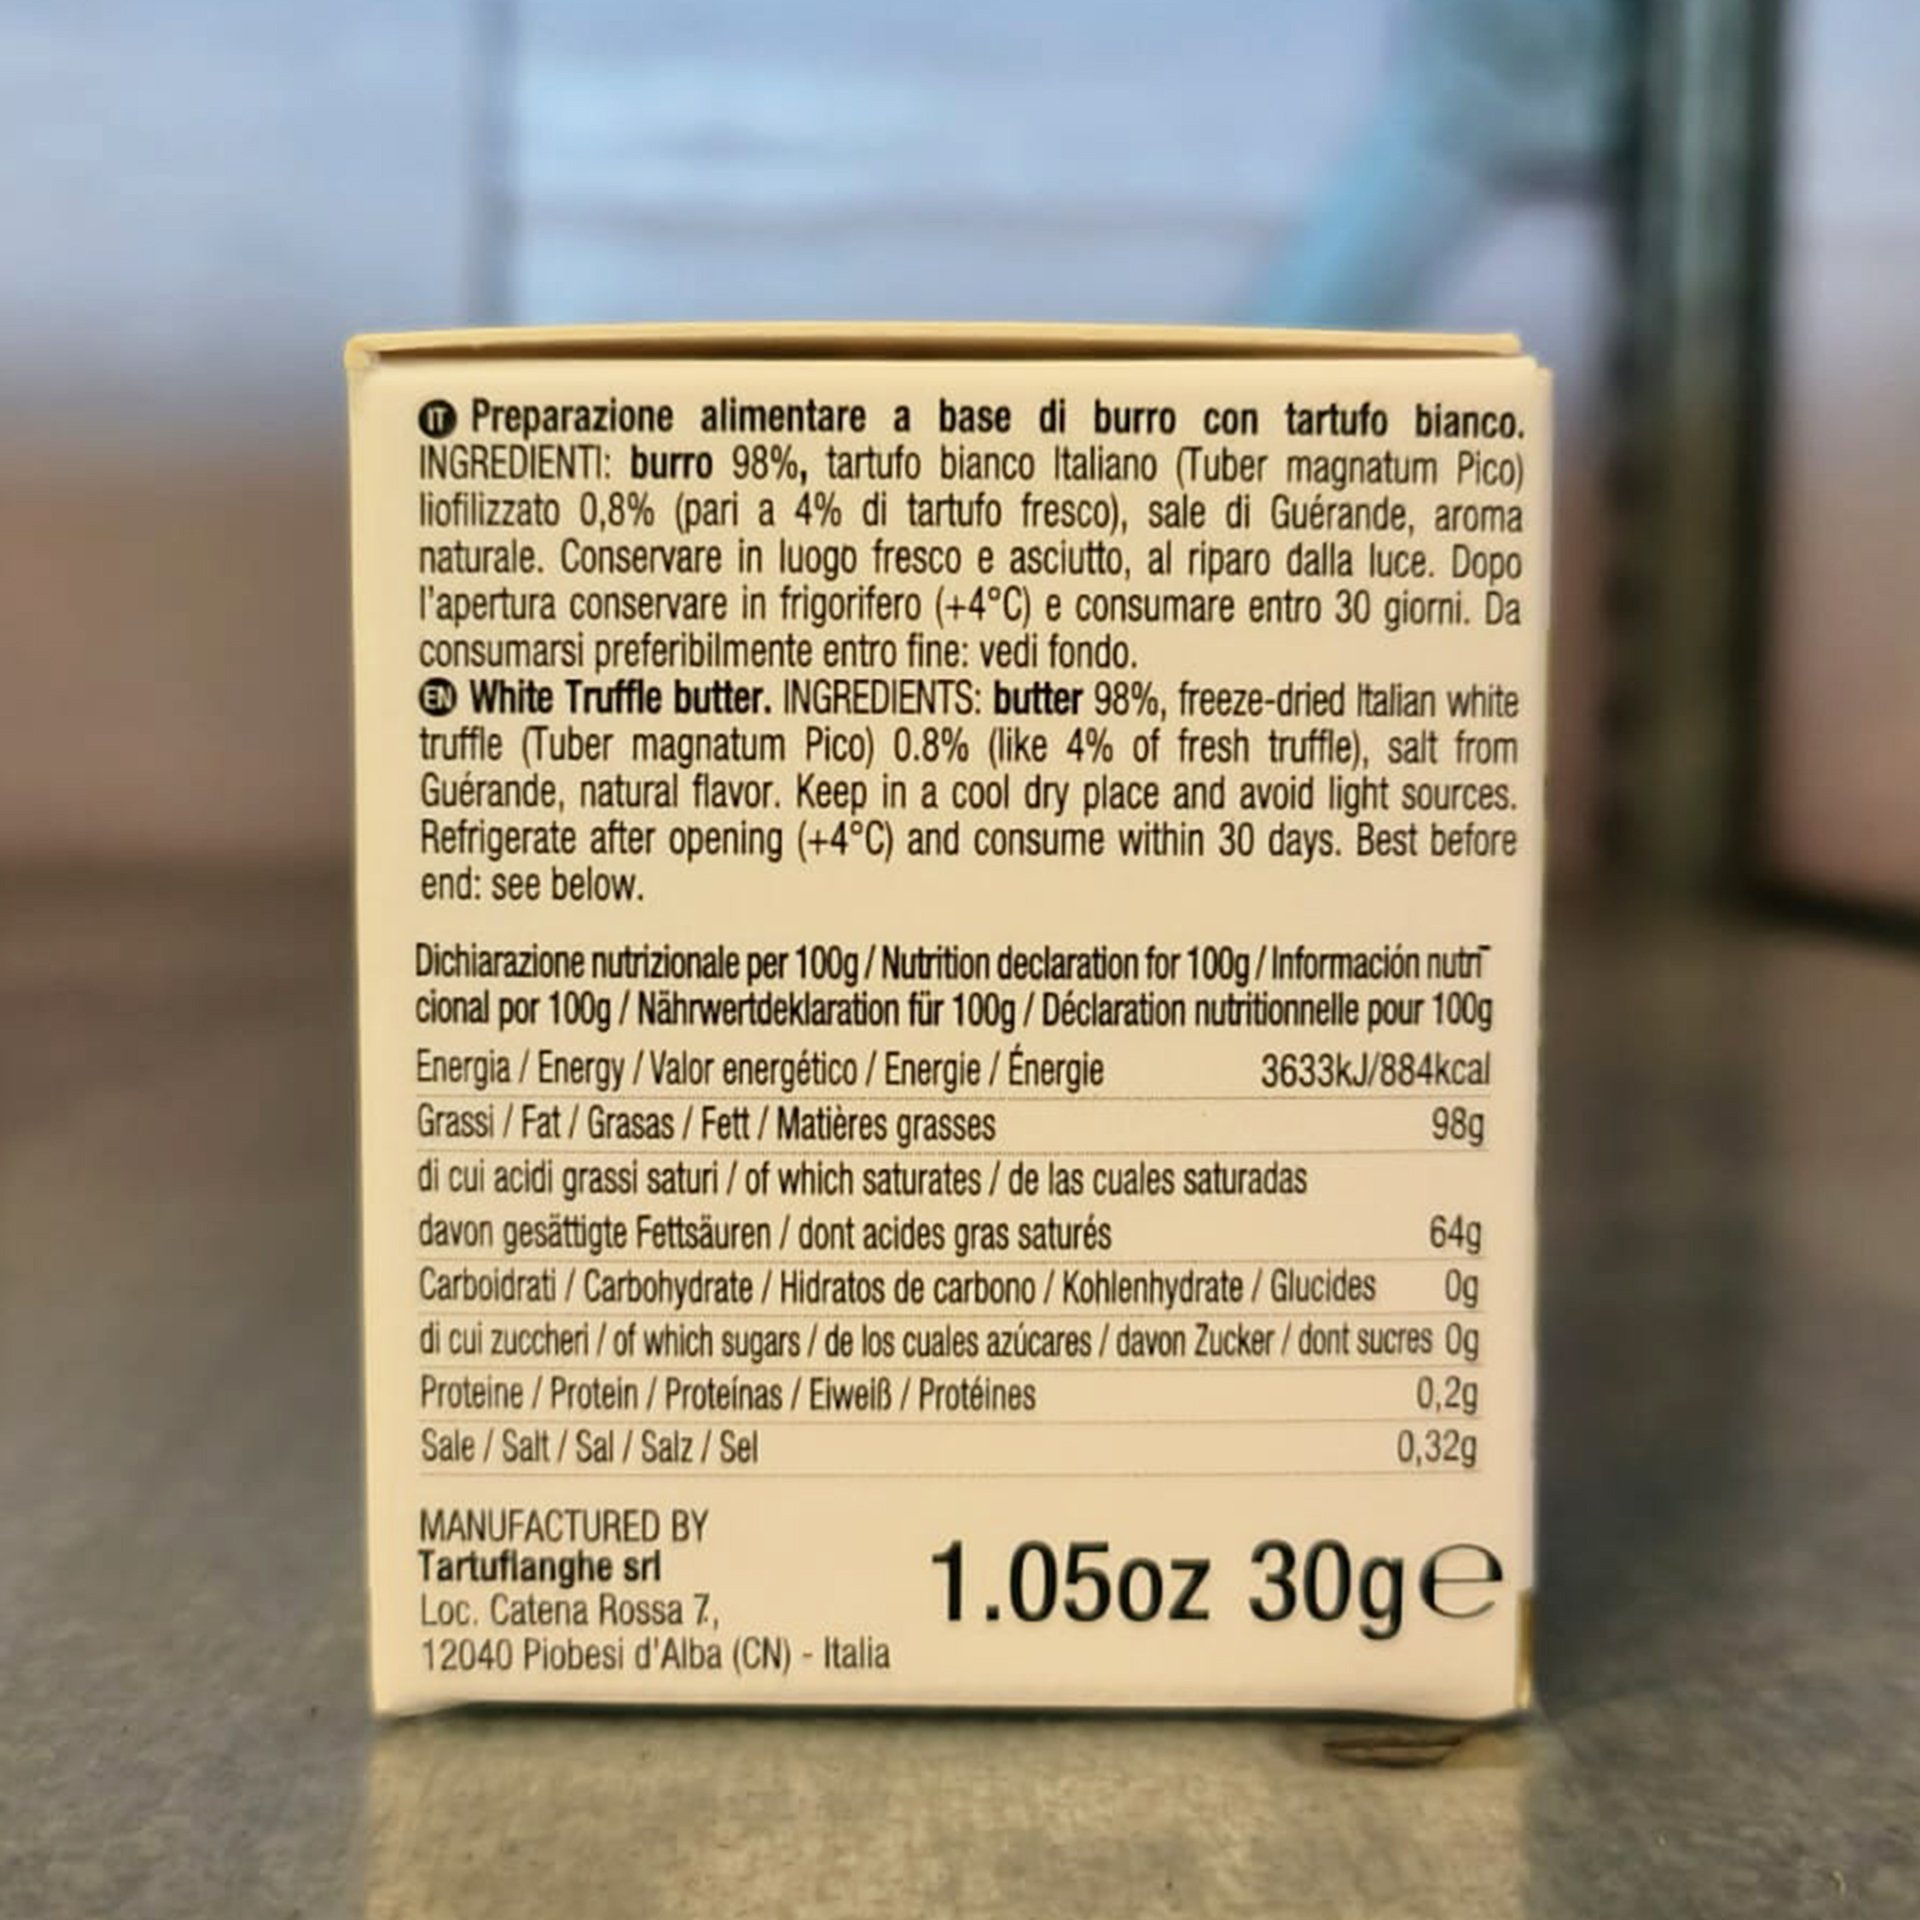 IT Preparazione alimentare a base di burro con tartufo bianco.
INGREDIENTI: burro 98%, tartufo bianco Italiano (Tuber magnatum Pico)
liofilizzato 0,8% (pari a 4% di tartufo fresco), sale di Guérande, aroma
naturale. Conservare in luogo fresco e asciutto, al riparo dalla luce. Dopo
l'apertura conservare in frigorifero (+4°C) e consumare entro 30 giorni. Da
consumarsi preferibilmente entro fine: vedi fondo.
EN White Truffle butter. INGREDIENTS: butter 98%, freeze-dried Italian white
truffle (Tuber magnatum Pico) 0.8% (like 4% of fresh truffle), salt from
Guérande, natural flavor. Keep in a cool dry place and avoid light sources.
Refrigerate after opening (+4°C) and consume within 30 days. Best before
end: see below.
Dichiarazione nutrizionale per 100g / Nutrition declaration for 100g / Información nutri-
cional por 100g / Nährwertdeklaration für 100g / Déclaration nutritionnelle pour 100g
Energia / Energy / Valor energético / Energie / Énergie 3633kJ/884kcal
Grassi / Fat / Grasas / Fett / Matières grasses 98g
di cui acidi grassi saturi / of which saturates / de las cuales saturadas
davon gesättigte Fettsäuren / dont acides gras saturés 64g
Carboidrati / Carbohydrate / Hidratos de carbono / Kohlenhydrate / Glucides 0g
di cui zuccheri / of which sugars / de los cuales azúcares / davon Zucker / dont sucres 0g
Proteine / Protein / Proteínas / Eiweiß / Protéines 0,2g
Sale / Salt / Sal / Salz / Sel 0,32g
MANUFACTURED BY
Tartuflanghe srl
Loc. Catena Rossa 7,
12040 Piobesi d'Alba (CN) - Italia
1.05oz 30g ℮